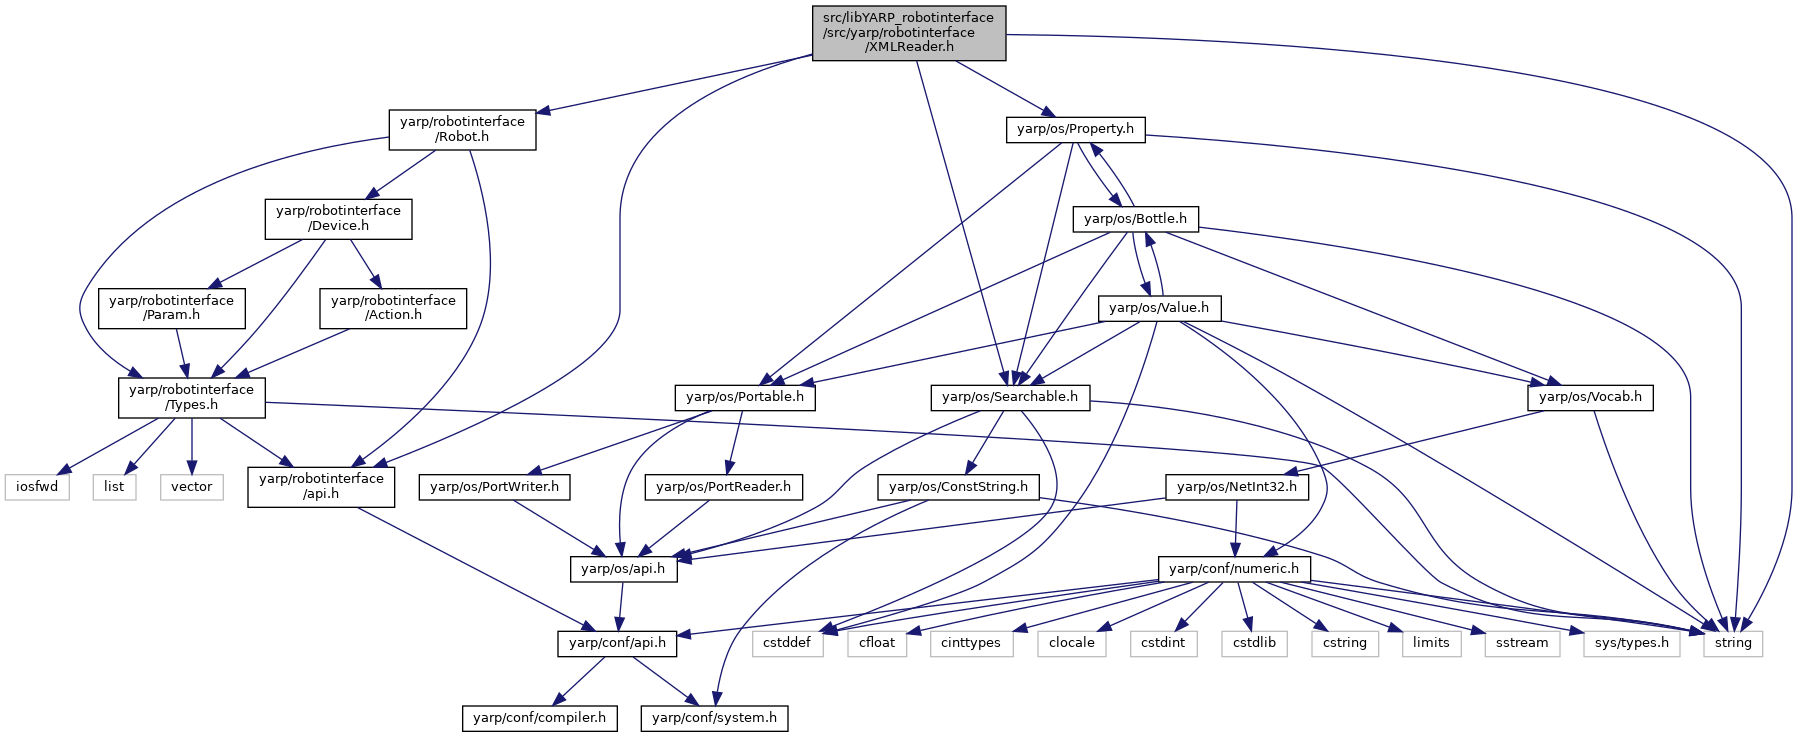 src/libYARP_robotinterface
/src/yarp/robotinterface
/XMLReader.h
yarp/robotinterface
/Robot.h
yarp/os/Property.h
yarp/robotinterface
/Device.h
yarp/os/Bottle.h
yarp/robotinterface
/Param.h
yarp/robotinterface
/Action.h
yarp/os/Value.h
yarp/robotinterface
/Types.h
yarp/os/Portable.h
yarp/os/Searchable.h
yarp/os/Vocab.h
iosfwd
list
vector
yarp/robotinterface
/api.h
yarp/os/PortWriter.h
yarp/os/PortReader.h
yarp/os/ConstString.h
yarp/os/NetInt32.h
yarp/os/api.h
yarp/conf/numeric.h
yarp/conf/api.h
cstddef
cfloat
cinttypes
clocale
cstdint
cstdlib
cstring
limits
sstream
sys/types.h
string
yarp/conf/compiler.h
yarp/conf/system.h